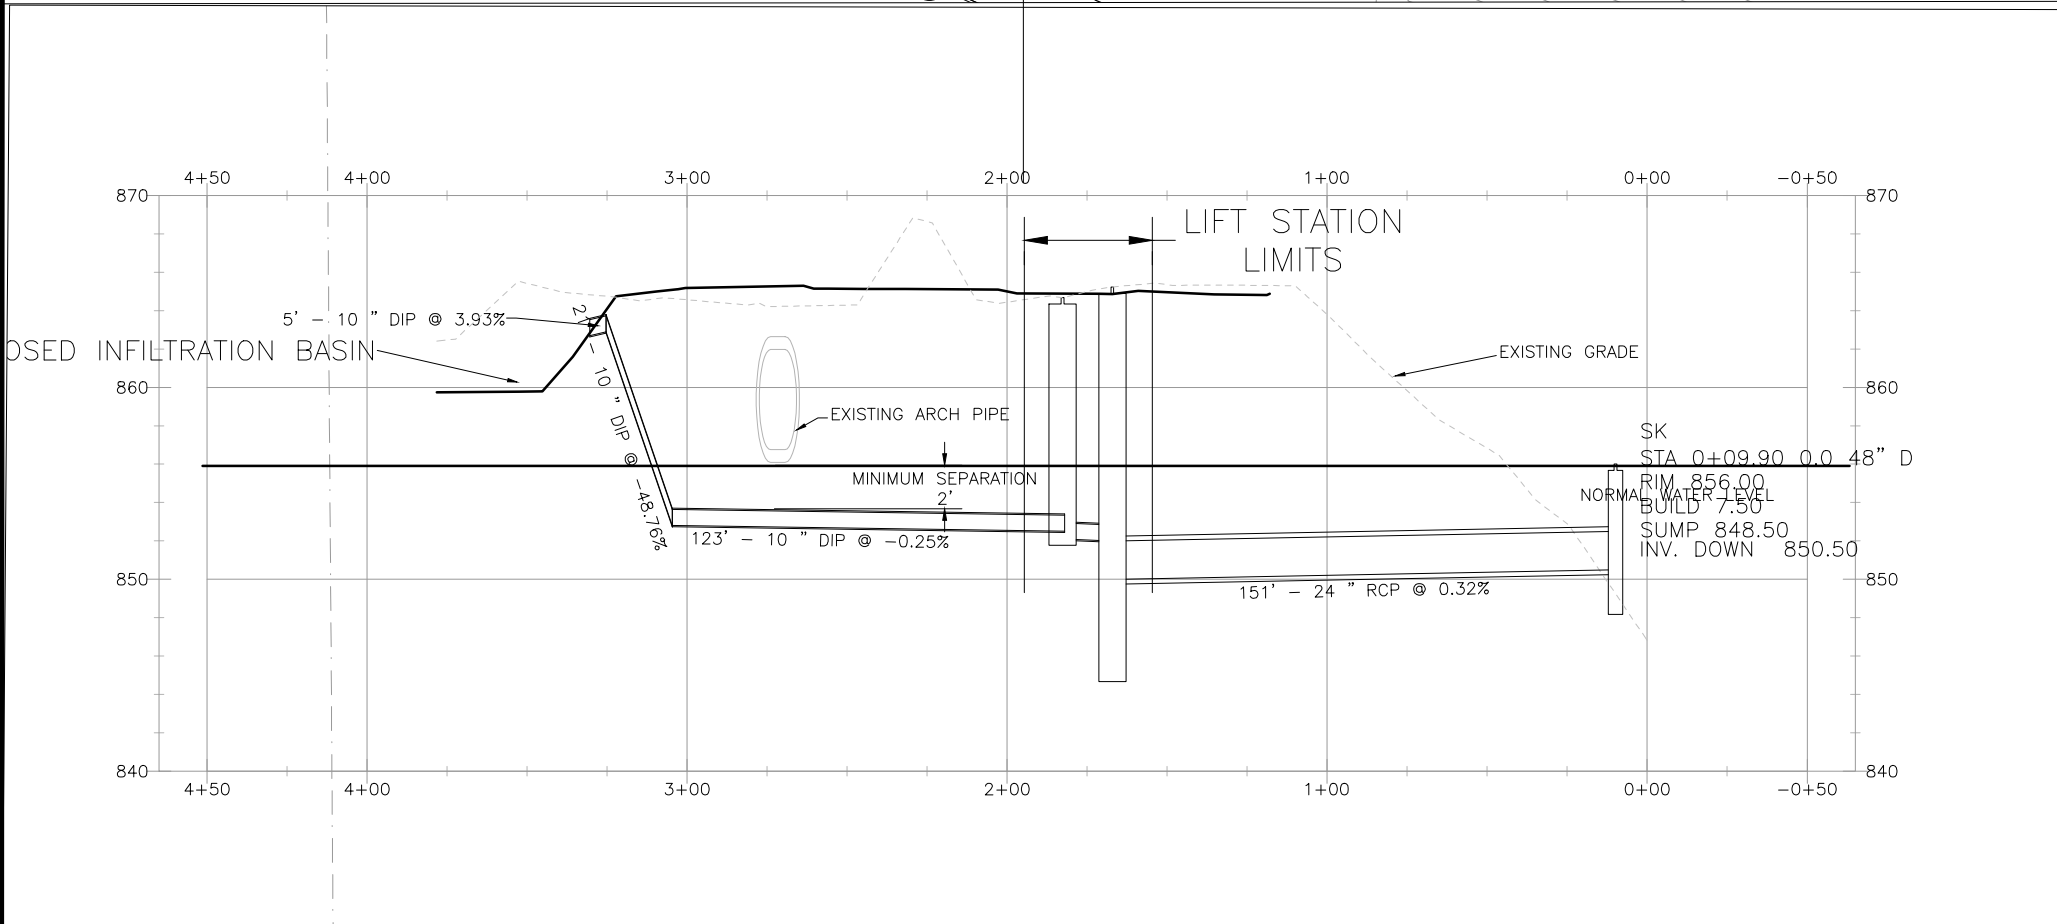 4+50 4+00 3+00 2+00 1+00 0+00 -0+50
870 870
LIFT STATION
LIMITS
5' - 10 " DIP @ 3.93%
OSED INFILTRATION BASIN
- 10 " DIP @ -48.76%
EXISTING GRADE
860 860
EXISTING ARCH PIPE
SK
STA 0+09.90 0.0 48" D
MINIMUM SEPARATION
2'
RIM 856.00
NORMAL WATER LEVEL
BUILD 7.50
SUMP 848.50
INV. DOWN 850.50
123' - 10 " DIP @ -0.25%
850 850
151' - 24 " RCP @ 0.32%
840 840
4+50 4+00 3+00 2+00 1+00 0+00 -0+50